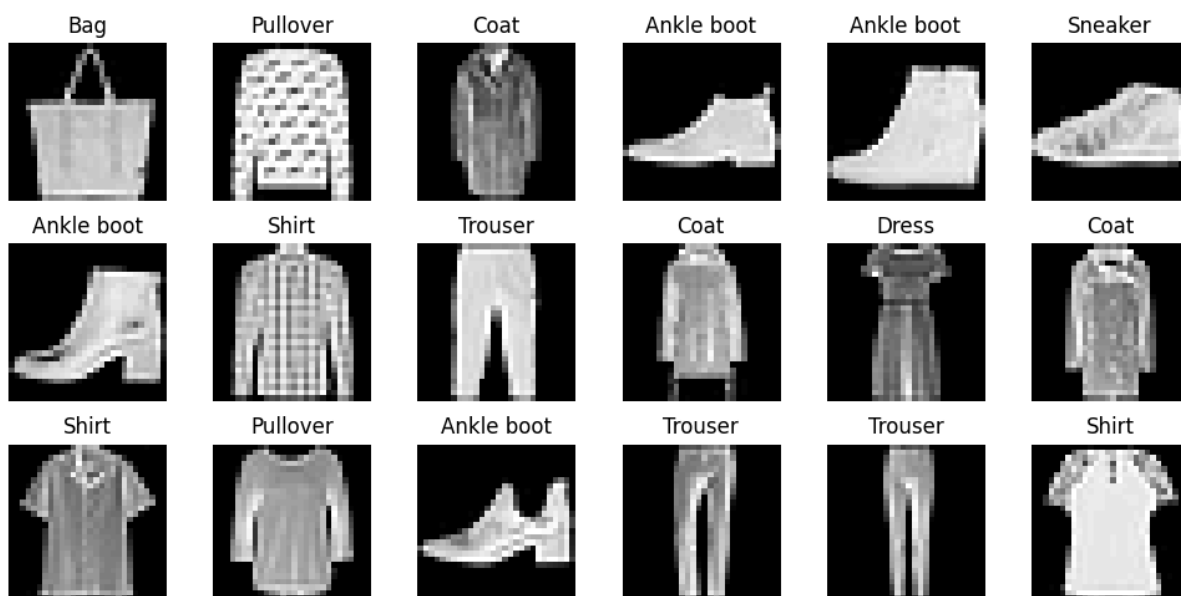 Bag Pullover Coat Ankle boot Ankle boot Sneaker
Ankle boot Shirt Trouser Coat Dress Coat
Shirt Pullover Ankle boot Trouser Trouser Shirt